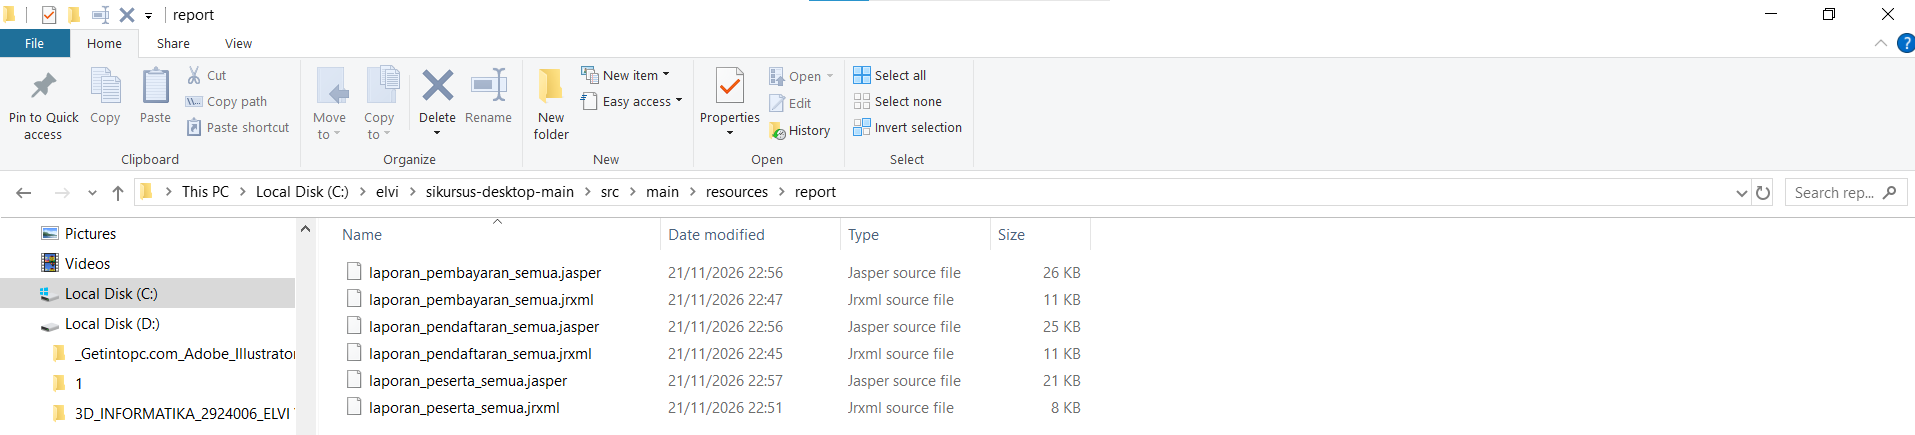 report
File Home Share View
Pin to Quick access
Copy
Paste
Cut
Copy path
Paste shortcut
Clipboard
Move to
Copy to
Delete
Rename
Organize
New folder
New item
Easy access
New
Properties
Open
Edit
History
Open
Select all
Select none
Invert selection
Select
This PC > Local Disk (C:) > elvi > sikursus-desktop-main > src > main > resources > report
Search rep...
Pictures
Videos
Local Disk (C:)
Local Disk (D:)
_Getintopc.com_Adobe_Illustrator
1
3D_INFORMATIKA_2924006_ELVI
Name Date modified Type Size
laporan_pembayaran_semua.jasper 21/11/2026 22:56 Jasper source file 26 KB
laporan_pembayaran_semua.jrxml 21/11/2026 22:47 Jrxml source file 11 KB
laporan_pendaftaran_semua.jasper 21/11/2026 22:56 Jasper source file 25 KB
laporan_pendaftaran_semua.jrxml 21/11/2026 22:45 Jrxml source file 11 KB
laporan_peserta_semua.jasper 21/11/2026 22:57 Jasper source file 21 KB
laporan_peserta_semua.jrxml 21/11/2026 22:51 Jrxml source file 8 KB